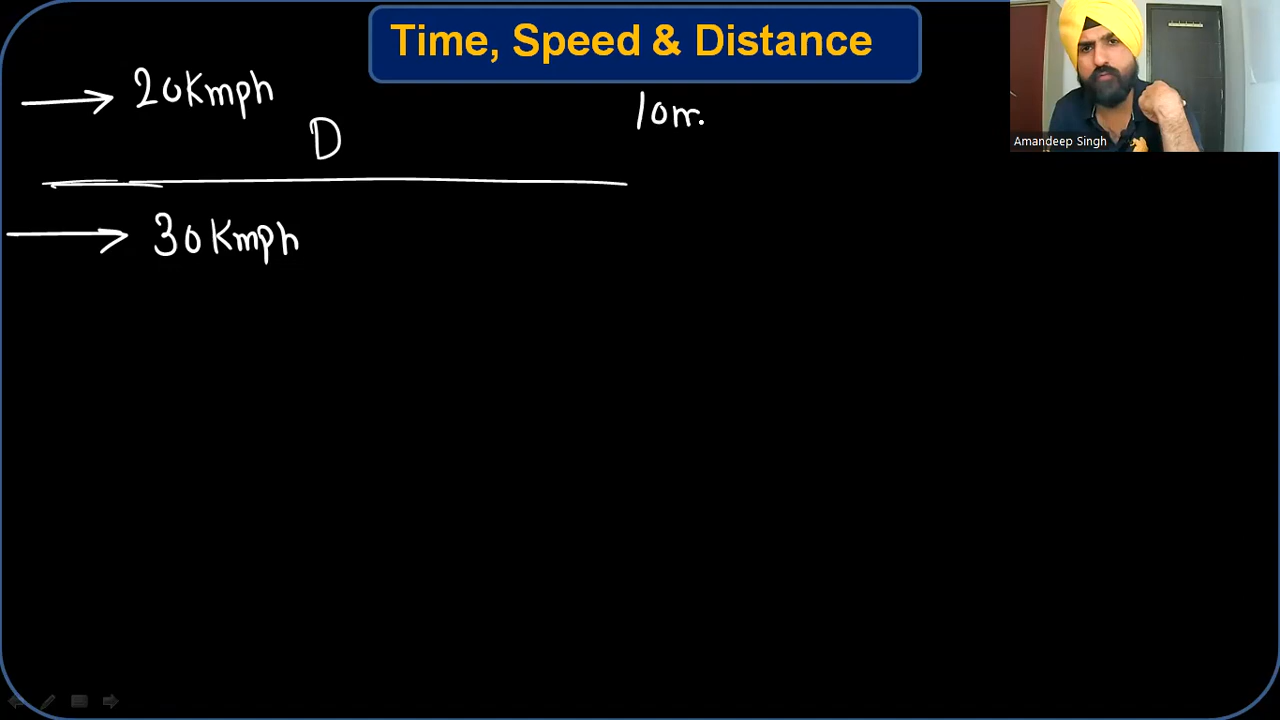 Time, Speed & Distance
20Kmph
10m.
D
30Kmph
Amandeep Singh